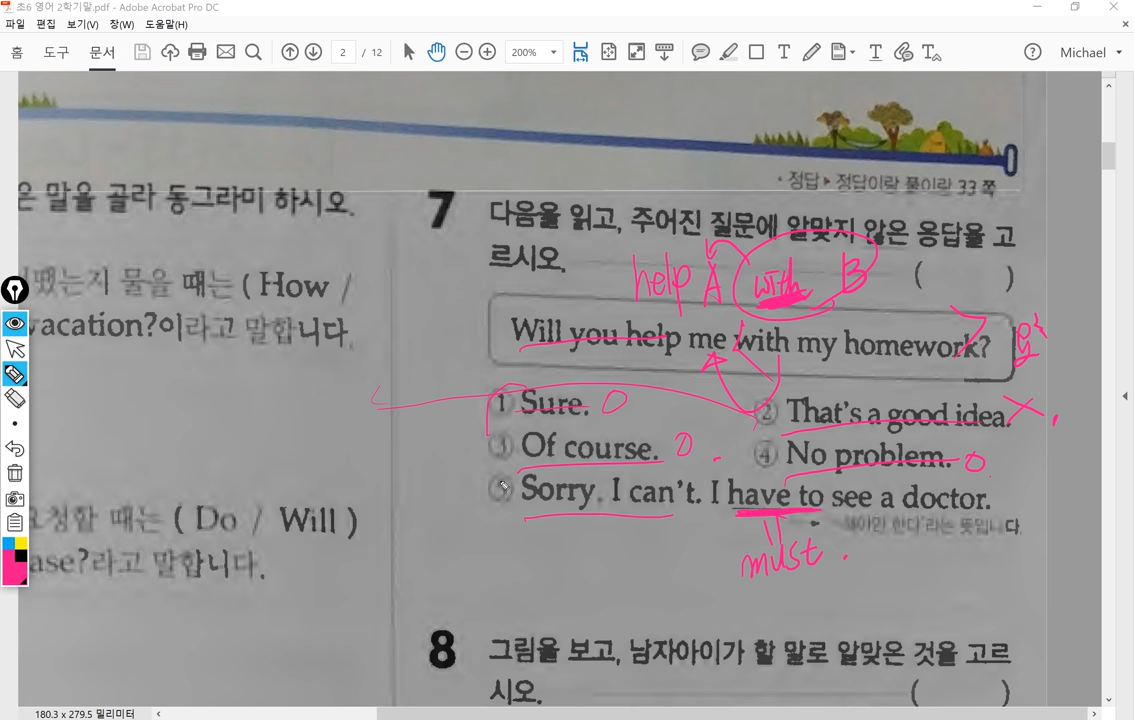 초6 영어 2학기말.pdf - Adobe Acrobat Pro DC
파일 편집 보기(V) 창(W) 도움말(H)
홈 도구 문서 2 / 12 200% Michael
정답 ▶ 정답이랑 풀이랑 33 쪽
은 말을 골라 동그라미 하시오.
땠는지 물을 때는 ( How /
vacation?이라고 말합니다.
요청할 때는 ( Do / Will )
ase?라고 말합니다.
7 다음을 읽고, 주어진 질문에 알맞지 않은 응답을 고
르시오. ( )
help A with B
Will you help me with my homework?
① Sure. O ② That's a good idea. X
③ Of course. O ④ No problem. O
⑤ Sorry. I can't. I have to see a doctor.
해야만 한다'라는 뜻입니다.
must
8 그림을 보고, 남자아이가 할 말로 알맞은 것을 고르
시오. ( )
180.3 x 279.5 밀리미터